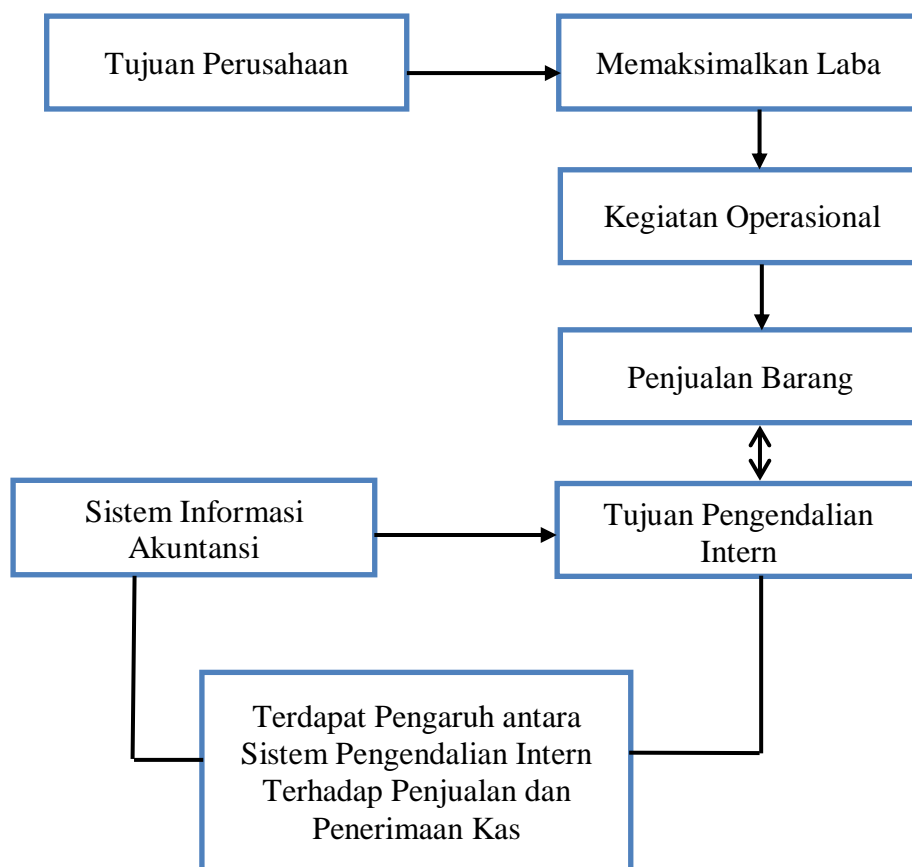 Tujuan Perusahaan
Memaksimalkan Laba
Kegiatan Operasional
Penjualan Barang
Sistem Informasi
Akuntansi
Tujuan Pengendalian
Intern
Terdapat Pengaruh antara
Sistem Pengendalian Intern
Terhadap Penjualan dan
Penerimaan Kas